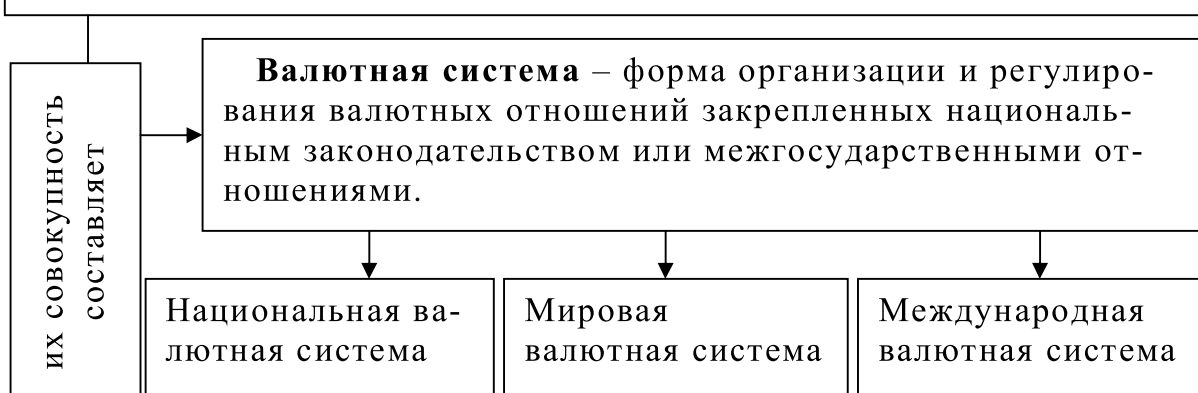 их совокупность
составляет
Валютная система – форма организации и регулиро-
вания валютных отношений закрепленных националь-
ным законодательством или межгосударственными от-
ношениями.
Национальная ва-
лютная система
Мировая
валютная система
Международная
валютная система